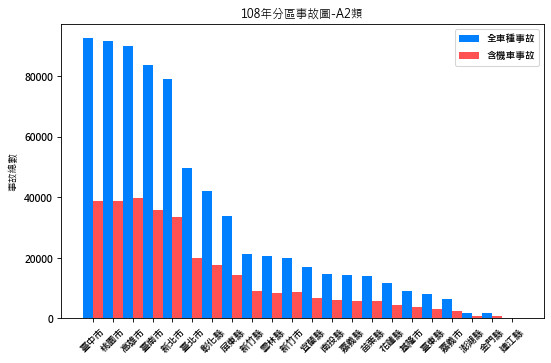 108年分區事故圖-A2類
全車種事故
含機車事故
事故總數
80000
60000
40000
20000
0
臺中市
桃園市
高雄市
臺南市
新北市
臺北市
彰化縣
屏東縣
新竹縣
雲林縣
新竹市
宜蘭縣
南投縣
嘉義縣
苗栗縣
花蓮縣
基隆市
臺東縣
嘉義市
澎湖縣
金門縣
連江縣